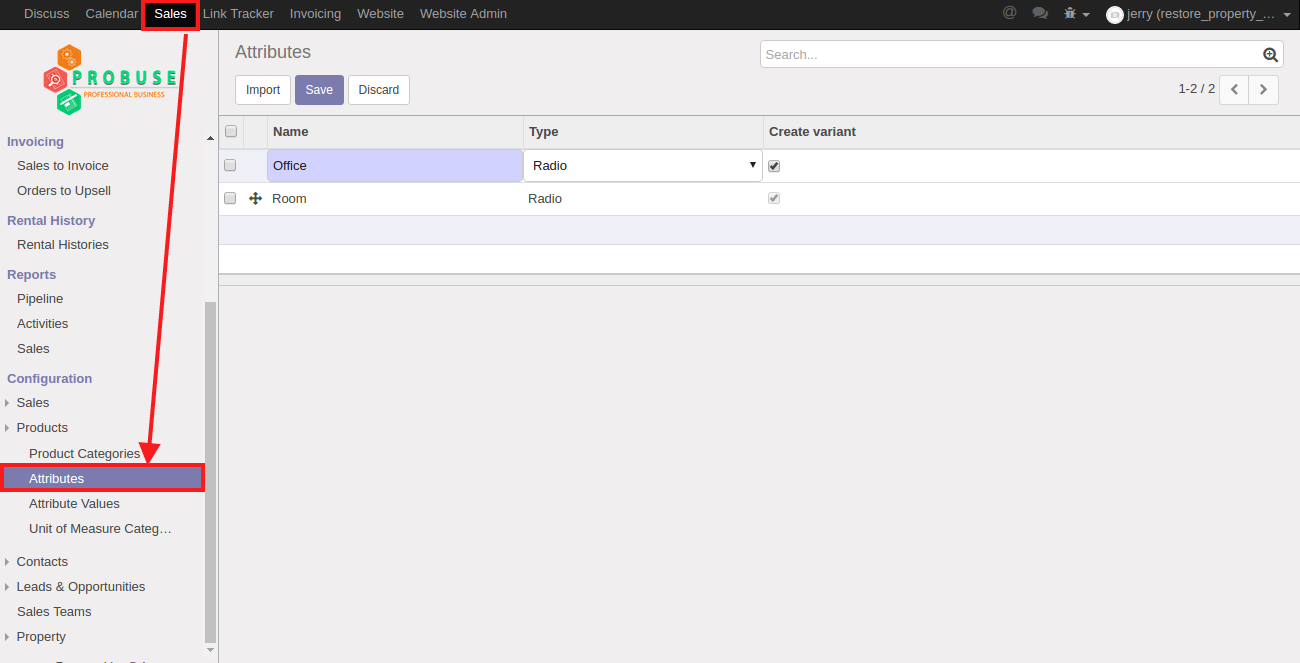 Discuss Calendar Sales Link Tracker Invoicing Website Website Admin @ jerry (restore_property_...
PROBUSE
PROFESSIONAL BUSINESS
Invoicing
Sales to Invoice
Orders to Upsell
Rental History
Rental Histories
Reports
Pipeline
Activities
Sales
Configuration
Sales
Products
Product Categories
Attributes
Attribute Values
Unit of Measure Categ...
Contacts
Leads & Opportunities
Sales Teams
Property
Attributes
Search...
Import Save Discard
1-2 / 2
Name Type Create variant
Office Radio
Room Radio